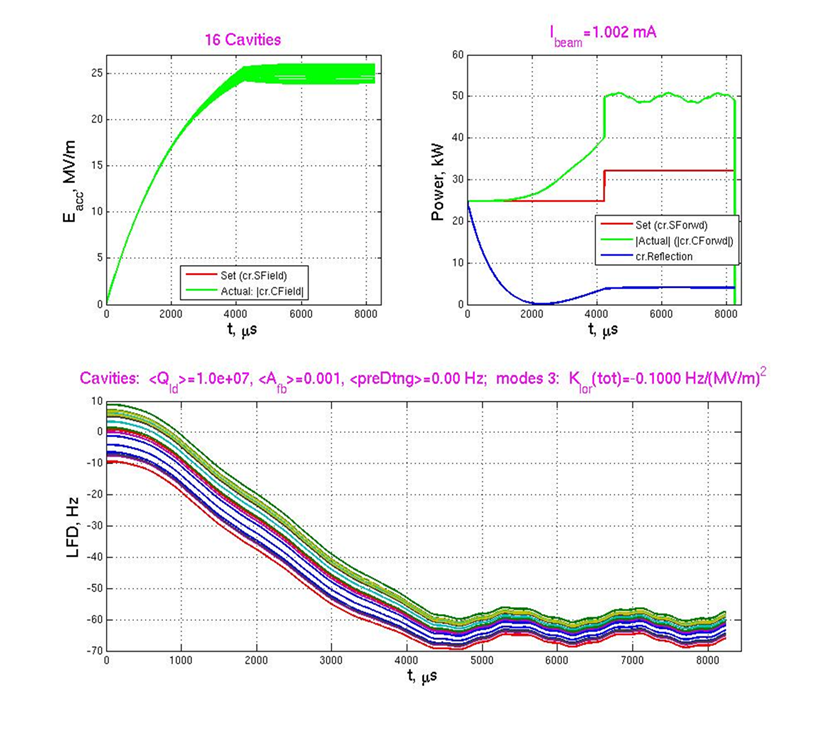 16 Cavities
E_acc, MV/m
25
20
15
10
5
0
0 2000 4000 6000 8000
t, μs
Set (cr.SField)
Actual: |cr.CField|
I_beam=1.002 mA
Power, kW
60
50
40
30
20
10
0
0 2000 4000 6000 8000
t, μs
Set (cr.SForwd)
|Actual| (|cr.CForwd|)
cr.Reflection
Cavities: <Q_ld>=1.0e+07, <A_fb>=0.001, <preDtng>=0.00 Hz; modes 3: K_lor(tot)=-0.1000 Hz/(MV/m)^2
LFD, Hz
10
0
-10
-20
-30
-40
-50
-60
-70
0 1000 2000 3000 4000 5000 6000 7000 8000
t, μs